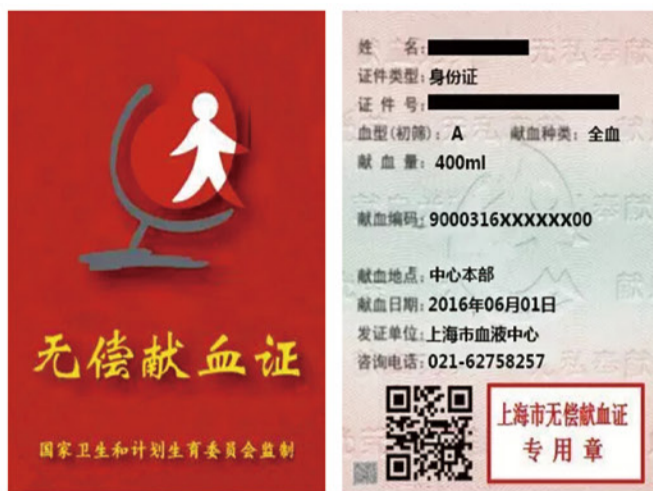 无偿献血证
国家卫生和计划生育委员会监制
姓 名:
证件类型: 身份证
证 件 号:
血型(初筛): A 献血种类: 全血
献 血 量: 400ml
献血编码: 9000316XXXXXX00
献血地点: 中心本部
献血日期: 2016年06月01日
发证单位: 上海市血液中心
咨询电话: 021-62758257
上海市无偿献血证
专用章